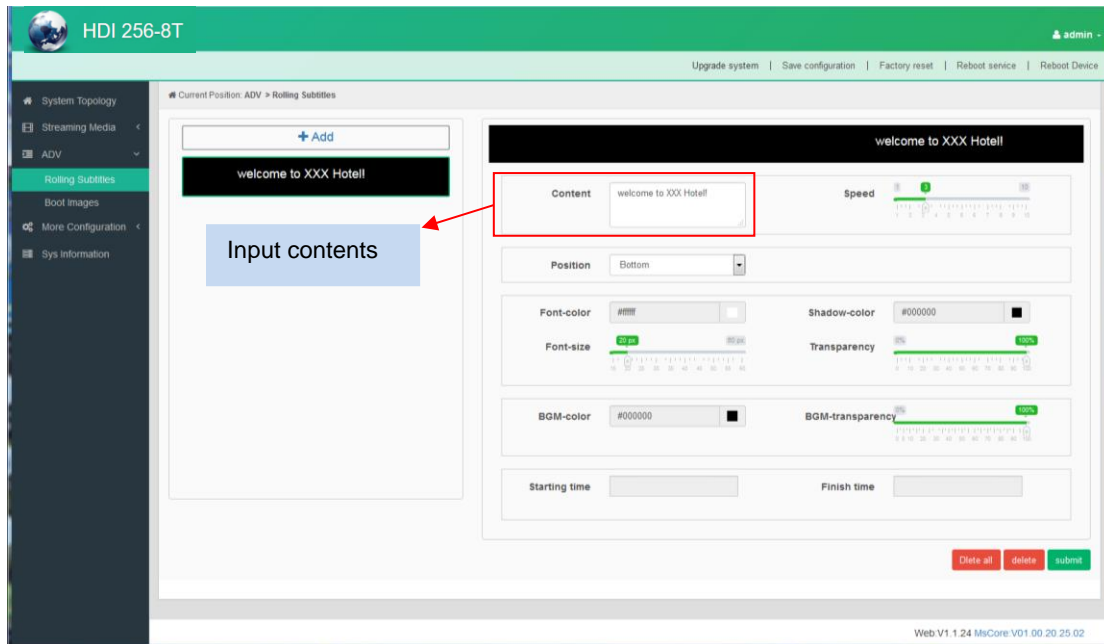 HDI 256-8T
admin
Upgrade system | Save configuration | Factory reset | Reboot service | Reboot Device
System Topology
Streaming Media
ADV
Rolling Subtitles
Boot Images
More Configuration
Sys Information
Current Position: ADV > Rolling Subtitles
+ Add
welcome to XXX Hotel!
Input contents
welcome to XXX Hotel!
Content welcome to XXX Hotel! Speed 1 3 10
Position Bottom
Font-color #ffffff Shadow-color #000000
Font-size 20 px Transparency 0% 100%
BGM-color #000000 BGM-transparency 0% 100%
Starting time Finish time
Dlete all delete submit
Web:V1.1.24 MsCore:V01.00.20.25.02